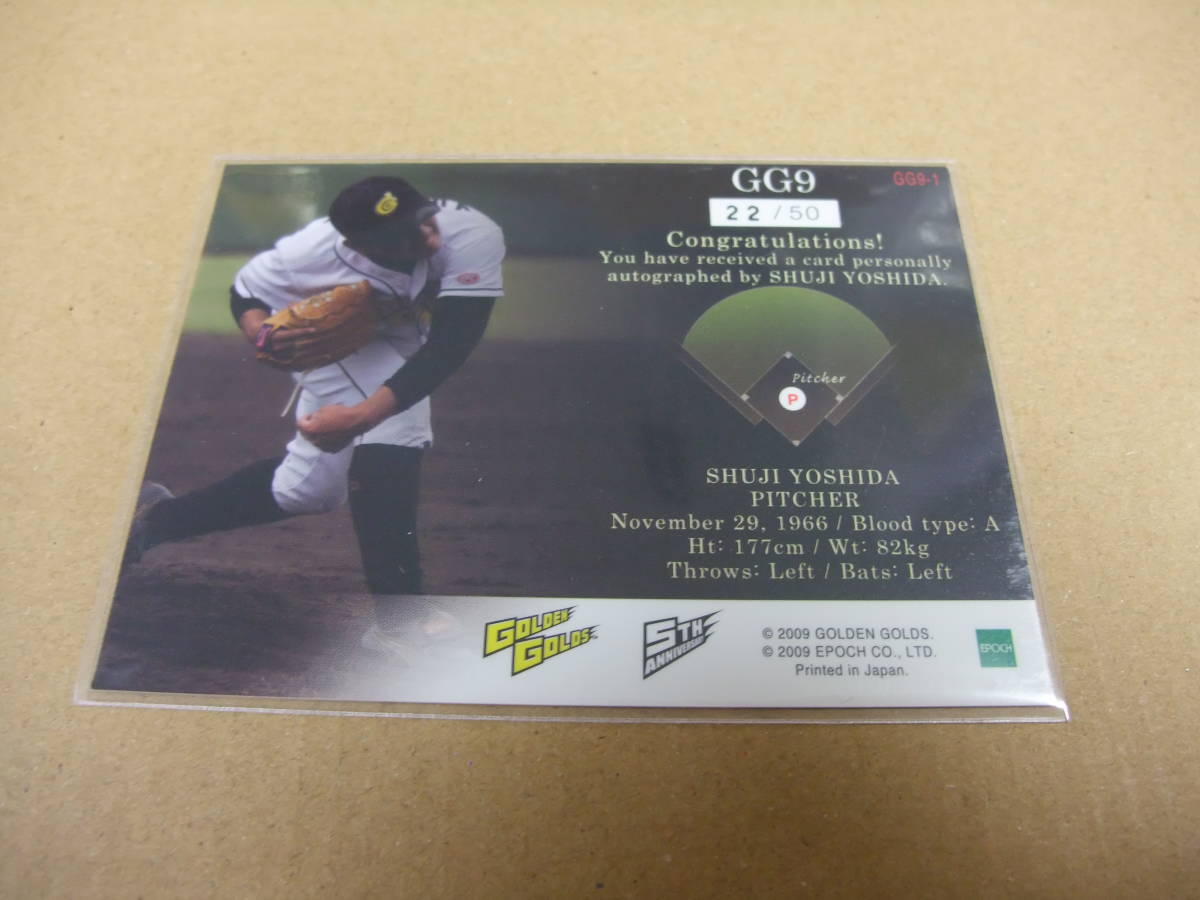 GG9
GG9-1
22/50
Congratulations!
You have received a card personally
autographed by SHUJI YOSHIDA.
Pitcher
P
SHUJI YOSHIDA
PITCHER
November 29, 1966 / Blood type: A
Ht: 177cm / Wt: 82kg
Throws: Left / Bats: Left
GOLDEN
GOLDS
5TH
ANNIVERSARY
© 2009 GOLDEN GOLDS.
© 2009 EPOCH CO., LTD.
Printed in Japan.
EPOCH